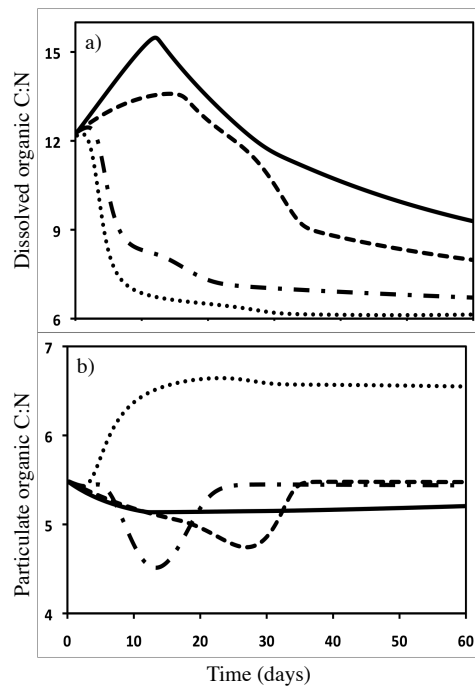 a)
15
12
9
6
Dissolved organic C:N
b)
7
6
5
4
Particulate organic C:N
0 10 20 30 40 50 60
Time (days)